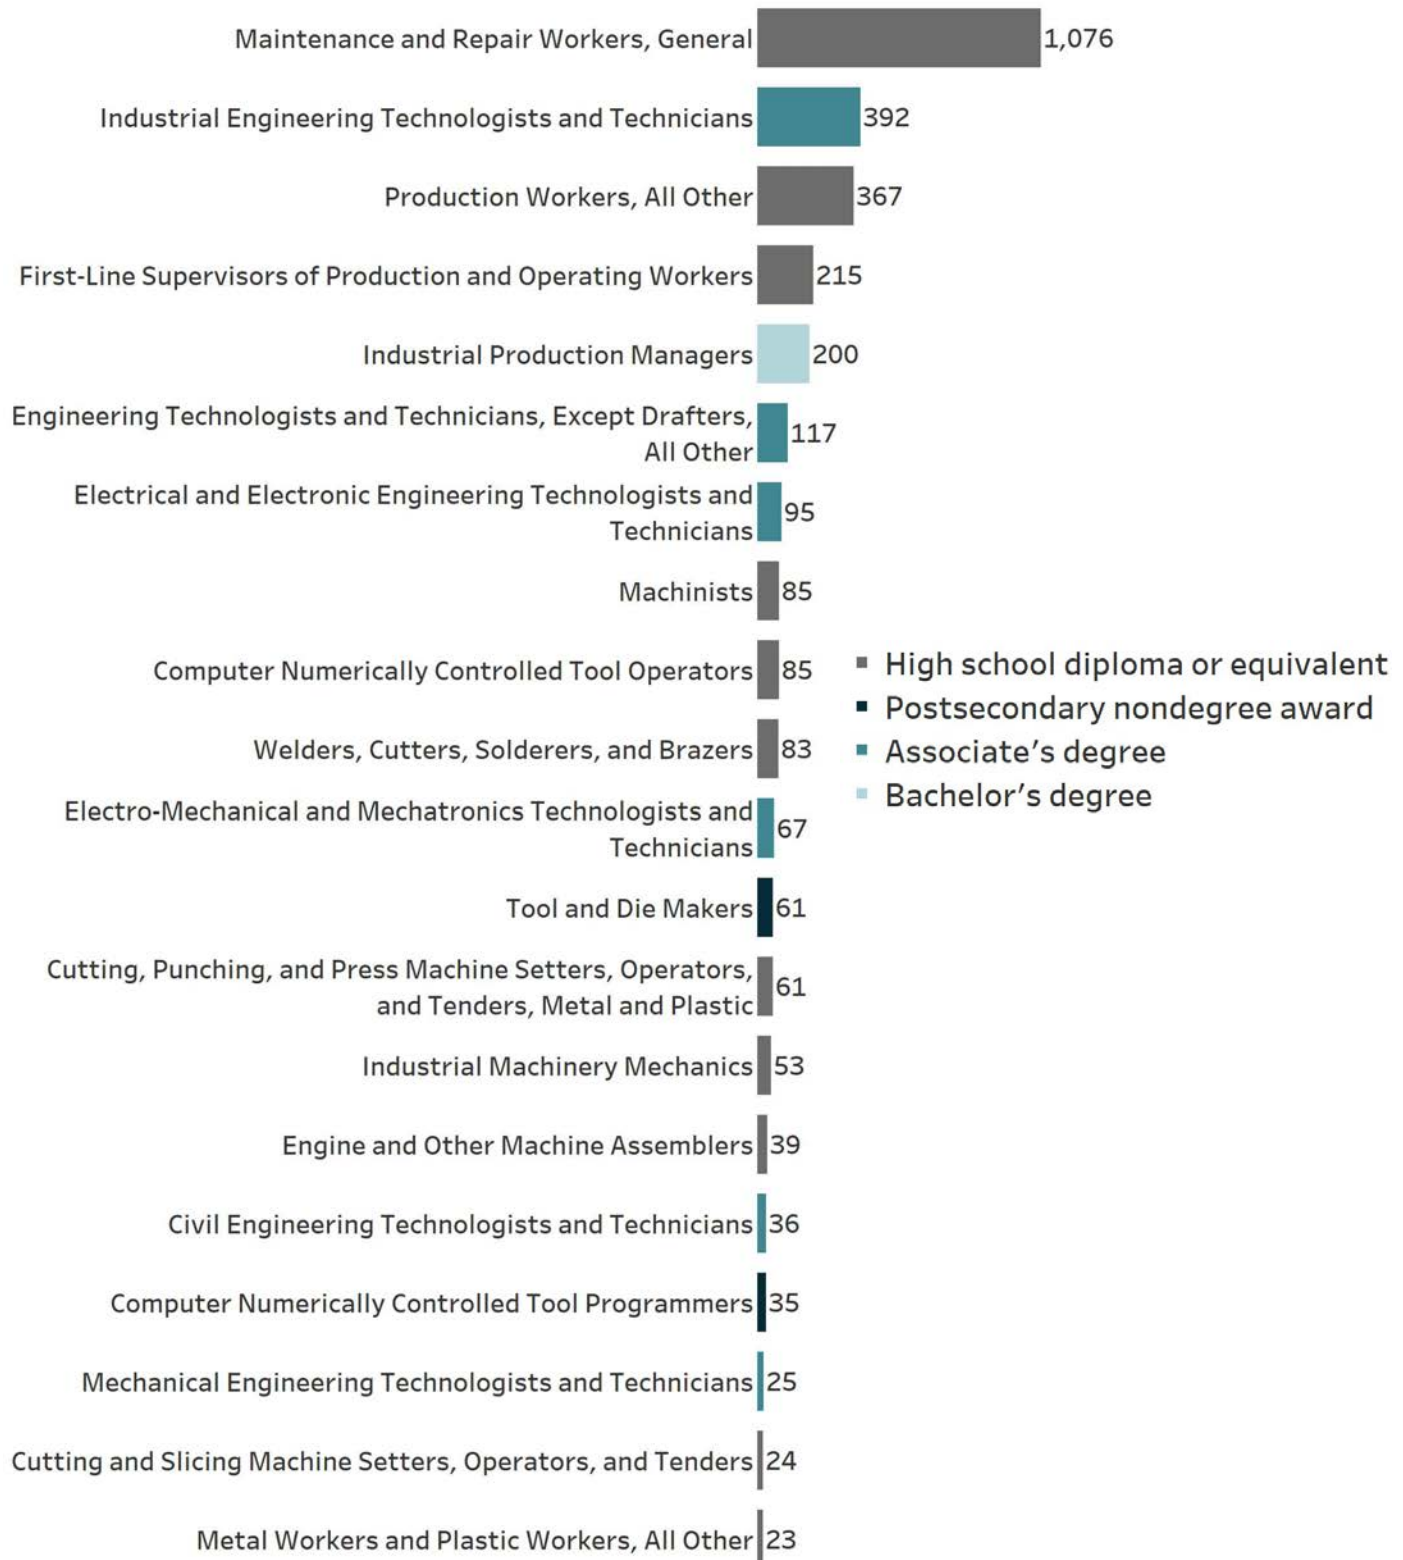 Maintenance and Repair Workers, General 1,076
Industrial Engineering Technologists and Technicians 392
Production Workers, All Other 367
First-Line Supervisors of Production and Operating Workers 215
Industrial Production Managers 200
Engineering Technologists and Technicians, Except Drafters,
All Other 117
Electrical and Electronic Engineering Technologists and
Technicians 95
Machinists 85
Computer Numerically Controlled Tool Operators 85
Welders, Cutters, Solderers, and Brazers 83
Electro-Mechanical and Mechatronics Technologists and
Technicians 67
Tool and Die Makers 61
Cutting, Punching, and Press Machine Setters, Operators,
and Tenders, Metal and Plastic 61
Industrial Machinery Mechanics 53
Engine and Other Machine Assemblers 39
Civil Engineering Technologists and Technicians 36
Computer Numerically Controlled Tool Programmers 35
Mechanical Engineering Technologists and Technicians 25
Cutting and Slicing Machine Setters, Operators, and Tenders 24
Metal Workers and Plastic Workers, All Other 23
High school diploma or equivalent
Postsecondary nondegree award
Associate's degree
Bachelor's degree